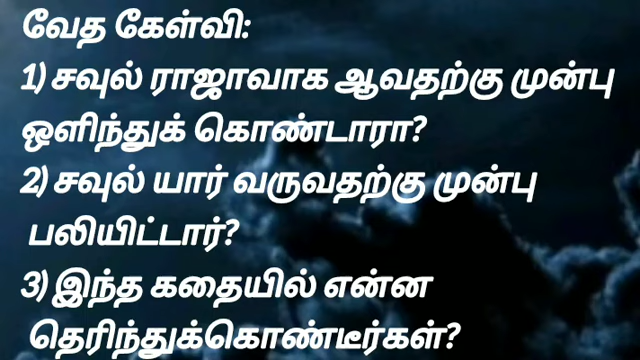 வேத கேள்வி:
1) சவுல் ராஜாவாக ஆவதற்கு முன்பு
ஒளிந்துக் கொண்டாரா?
2) சவுல் யார் வருவதற்கு முன்பு
பலியிட்டார்?
3) இந்த கதையில் என்ன
தெரிந்துக்கொண்டீர்கள்?